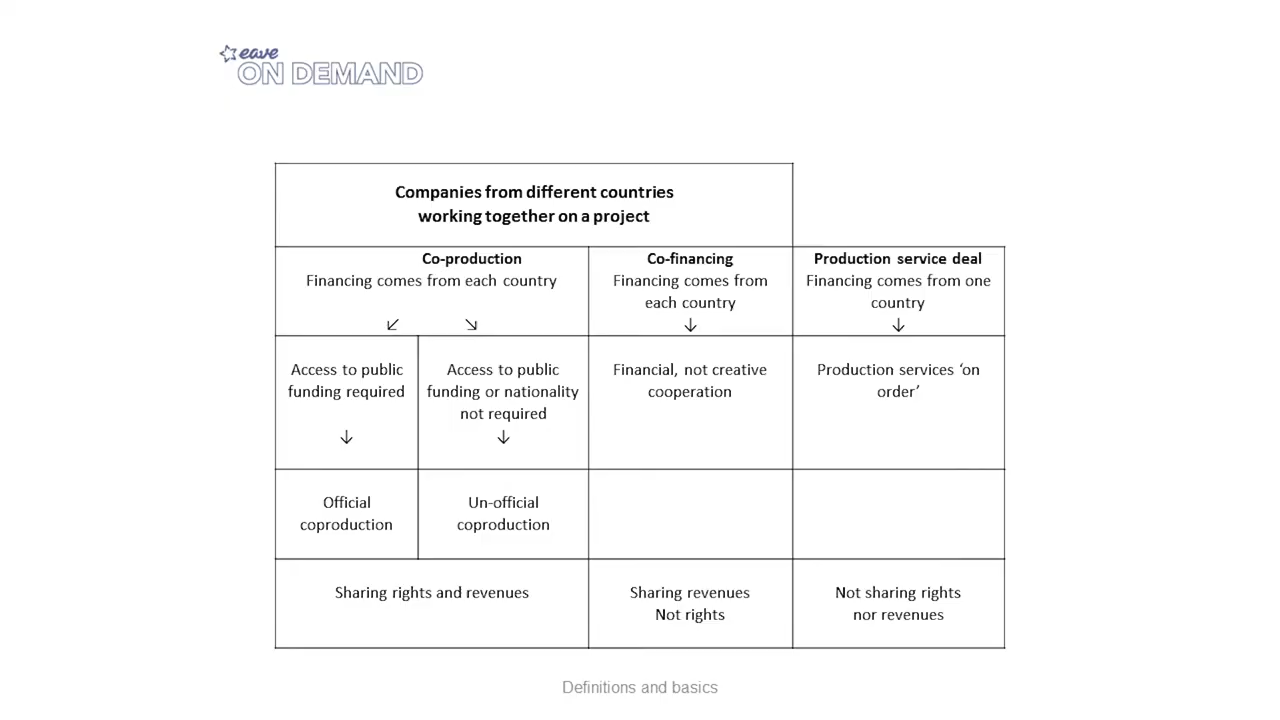 eave
ON DEMAND
Companies from different countries
working together on a project
Co-production
Financing comes from each country
↙ ↘
Co-financing
Financing comes from
each country
↓
Production service deal
Financing comes from one
country
↓
Access to public
funding required
↓
Access to public
funding or nationality
not required
↓
Financial, not creative
cooperation
Production services ‘on
order’
Official
coproduction
Un-official
coproduction
Sharing rights and revenues
Sharing revenues
Not rights
Not sharing rights
nor revenues
Definitions and basics